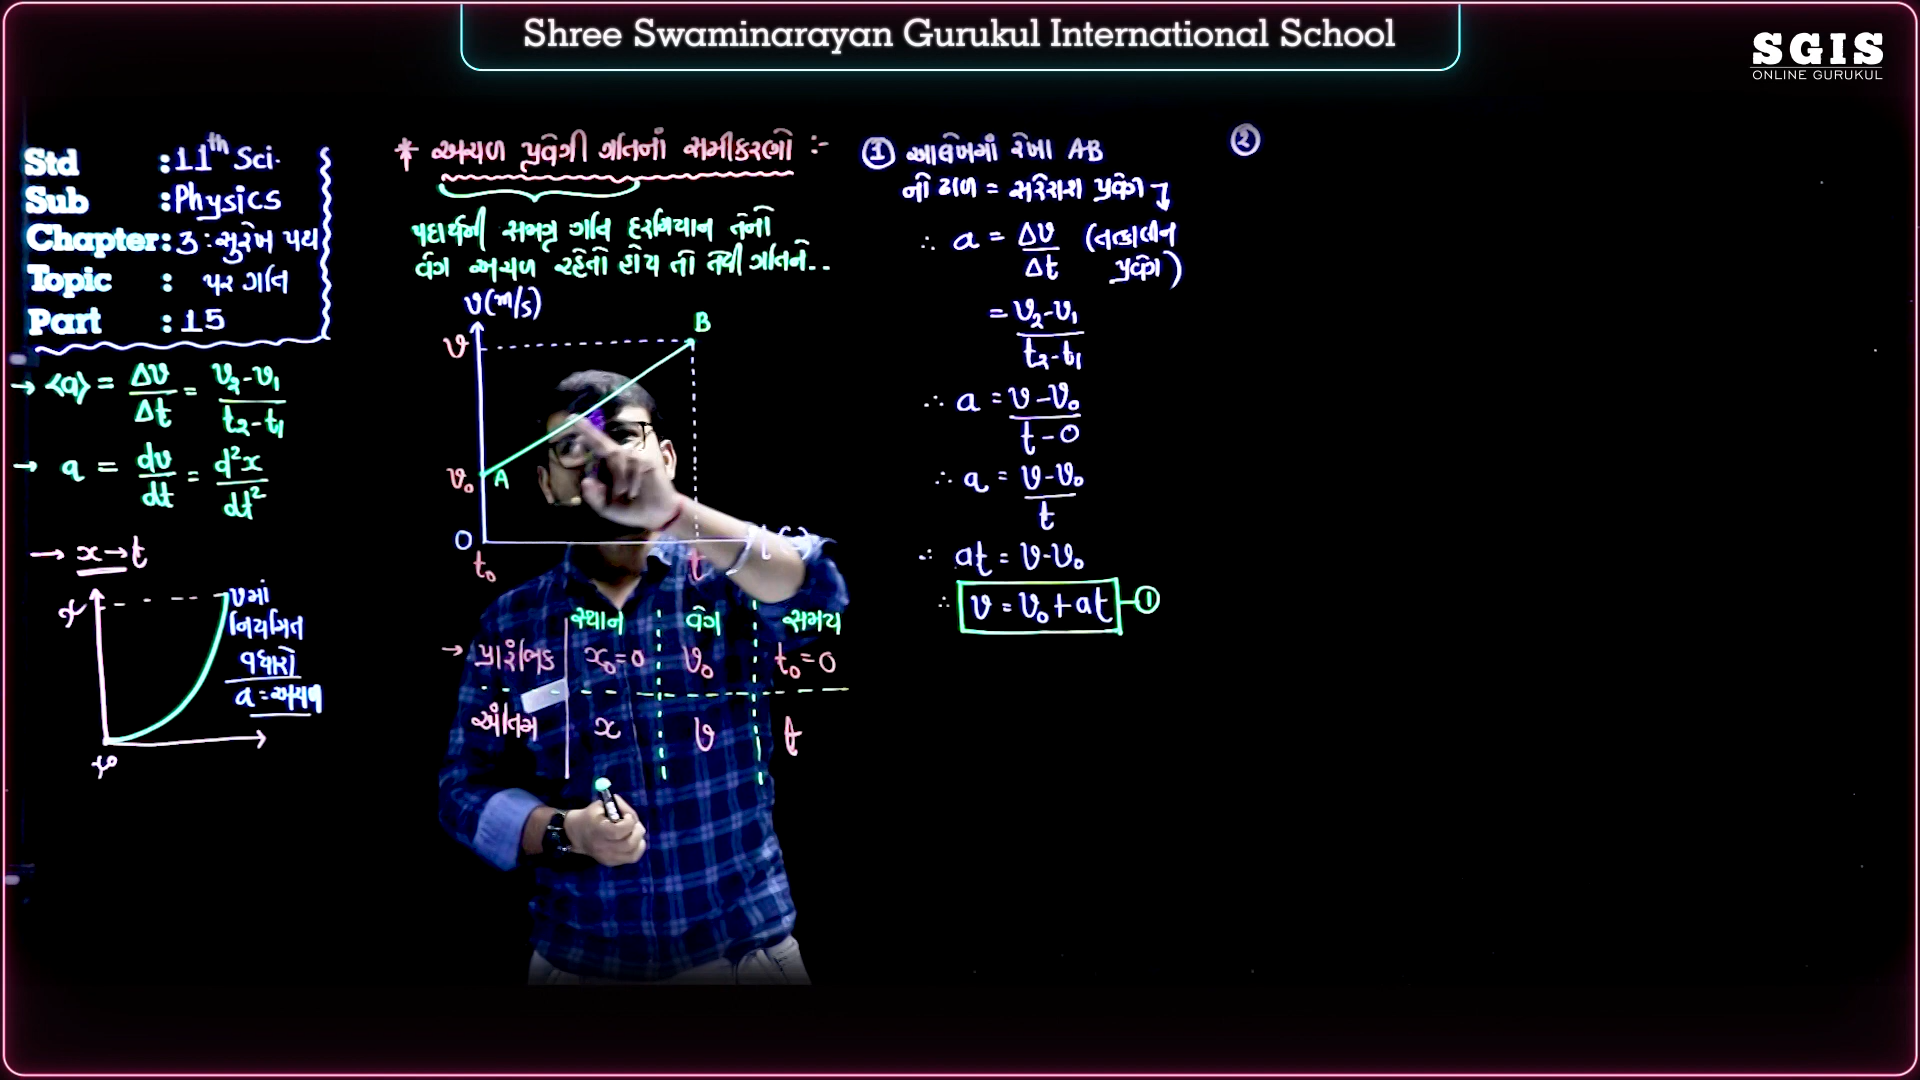 Shree Swaminarayan Gurukul International School
SGIS
ONLINE GURUKUL
Std : 11th Sci.
Sub : Physics
Chapter : 3 : સુરેખ પથ
Topic : પર ગતિ
Part : 15
→ <a> = Δv/Δt = v₂-v₁/t₂-t₁
→ a = dv/dt = d²x/dt²
→ x→t
v માં
નિયમિત
વધારો
a = અચળ
* અચળ પ્રવેગી ગતિનાં સમીકરણો :-
પદાર્થની સમગ્ર ગતિ દરમિયાન તેનો
વેગ અચળ રહેતો હોય તો તેવી ગતિને..
v(m/s)
v
B
v₀
A
O
t₀
t
સ્થાન વેગ સમય
→ પ્રારંભિક x₀=0 v₀ t₀=0
અંતિમ x v t
① આલેખમાં રેખા AB
નો ઢાળ = સરેરાશ પ્રવેગ
∴ a = Δv/Δt (તત્કાલીન પ્રવેગ)
= v₂-v₁/t₂-t₁
∴ a = v-v₀/t-0
∴ a = v-v₀/t
∴ at = v-v₀
∴ v = v₀+at —①
②